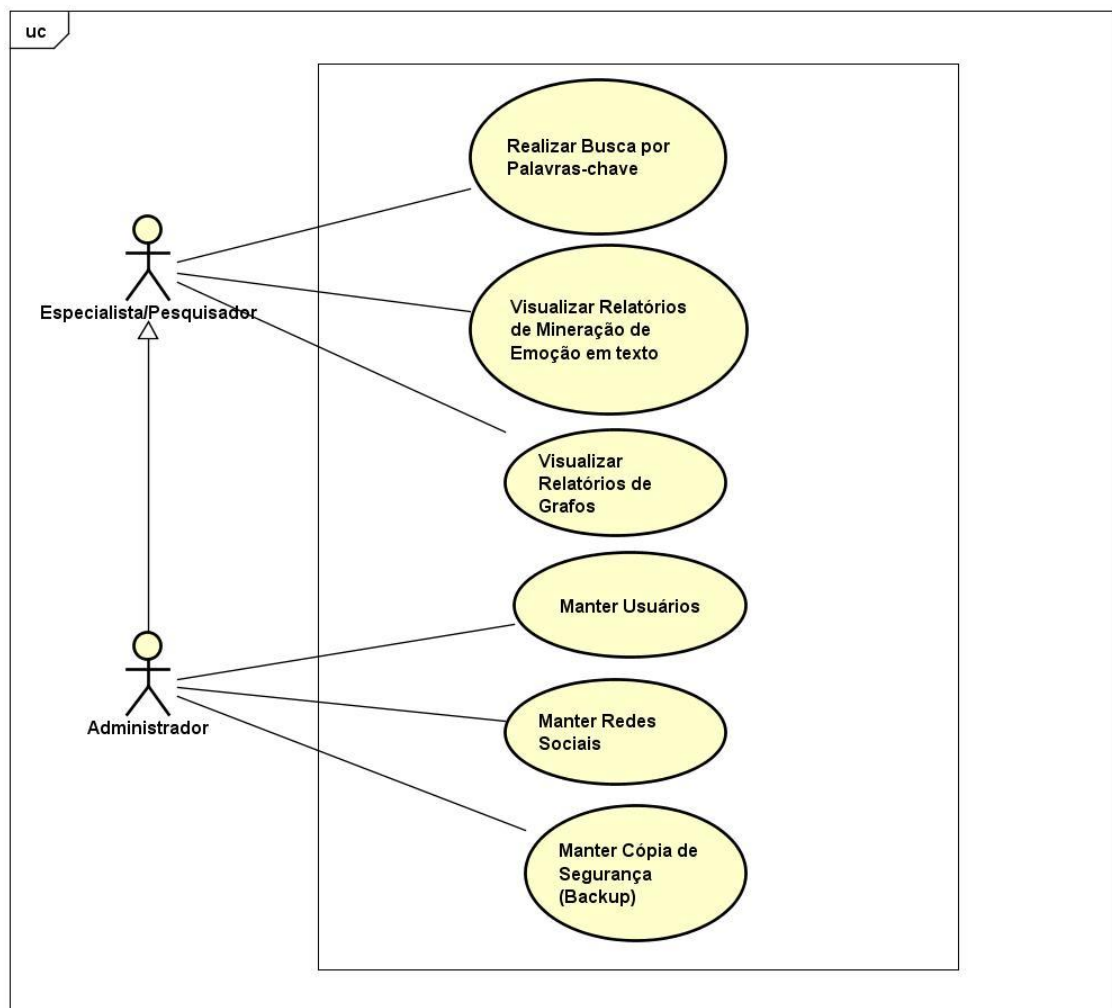 uc
Realizar Busca por
Palavras-chave
Especialista/Pesquisador
Visualizar Relatórios
de Mineração de
Emoção em texto
Visualizar
Relatórios de
Grafos
Manter Usuários
Administrador
Manter Redes
Sociais
Manter Cópia de
Segurança
(Backup)